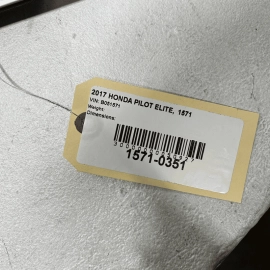 2017 HONDA PILOT ELITE, 1571
VIN: B051571
Weight:
Dimensions:
1571-0351